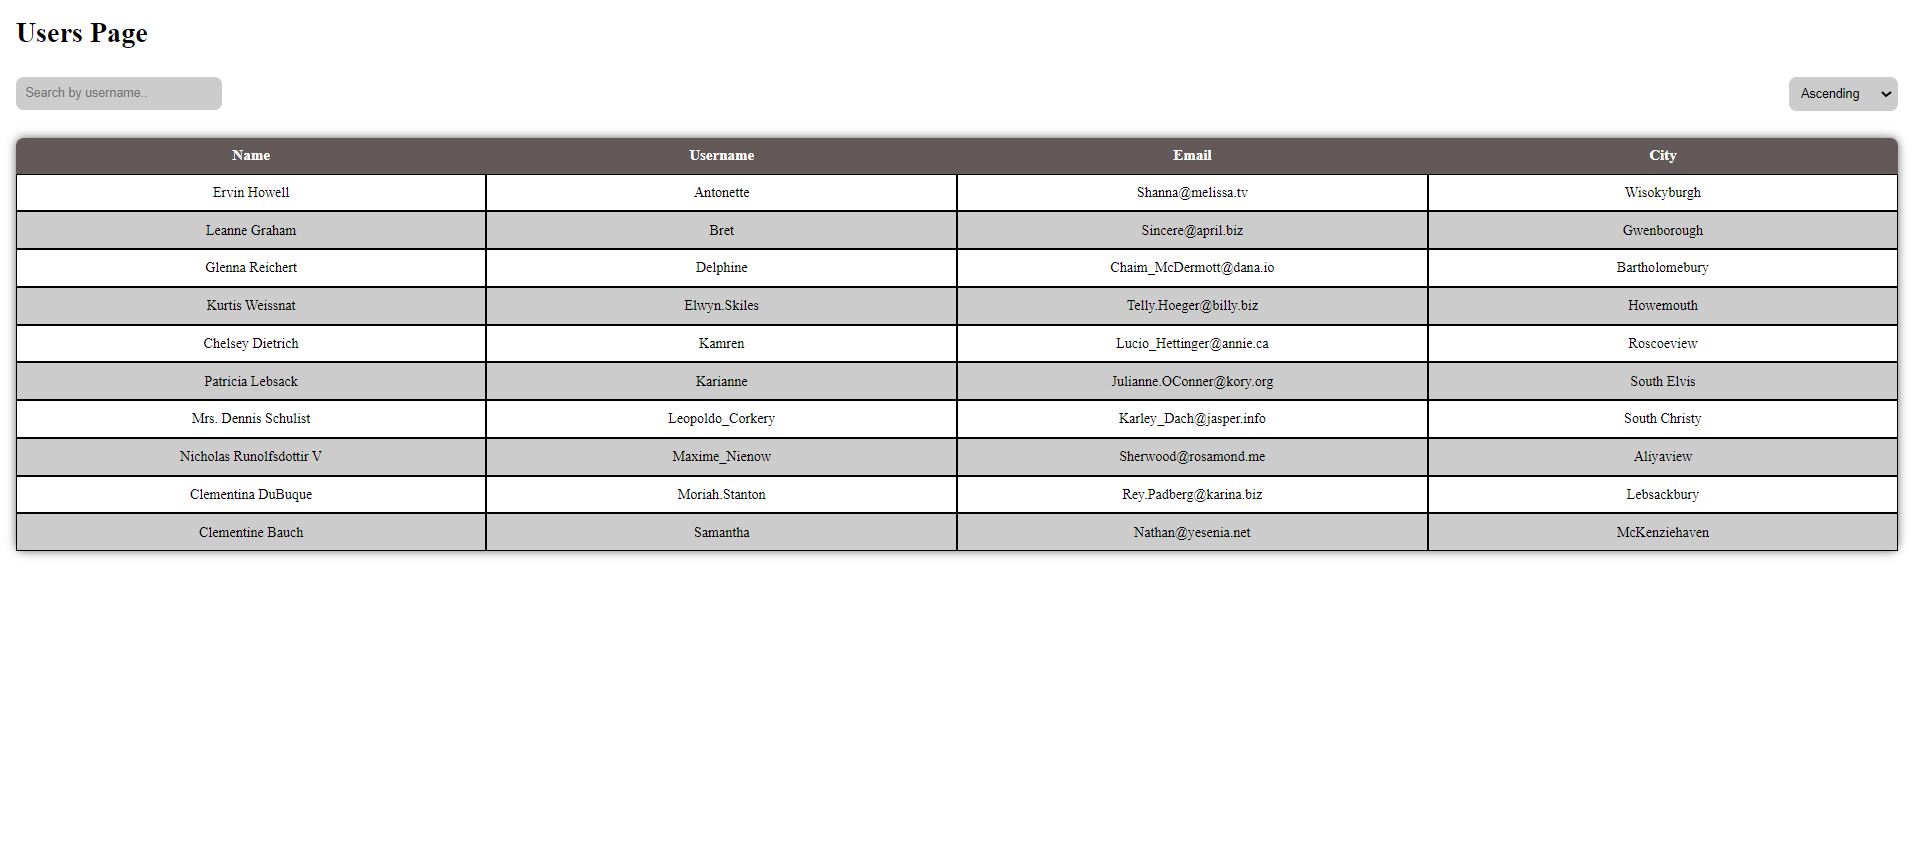 Users Page
Search by username..
Ascending
Name Username Email City
Ervin Howell Antonette Shanna@melissa.tv Wisokyburgh
Leanne Graham Bret Sincere@april.biz Gwenborough
Glenna Reichert Delphine Chaim_McDermott@dana.io Bartholomebury
Kurtis Weissnat Elwyn.Skiles Telly.Hoeger@billy.biz Howemouth
Chelsey Dietrich Kamren Lucio_Hettinger@annie.ca Roscoeview
Patricia Lebsack Karianne Julianne.OConner@kory.org South Elvis
Mrs. Dennis Schulist Leopoldo_Corkery Karley_Dach@jasper.info South Christy
Nicholas Runolfsdottir V Maxime_Nienow Sherwood@rosamond.me Aliyaview
Clementina DuBuque Moriah.Stanton Rey.Padberg@karina.biz Lebsackbury
Clementine Bauch Samantha Nathan@yesenia.net McKenziehaven